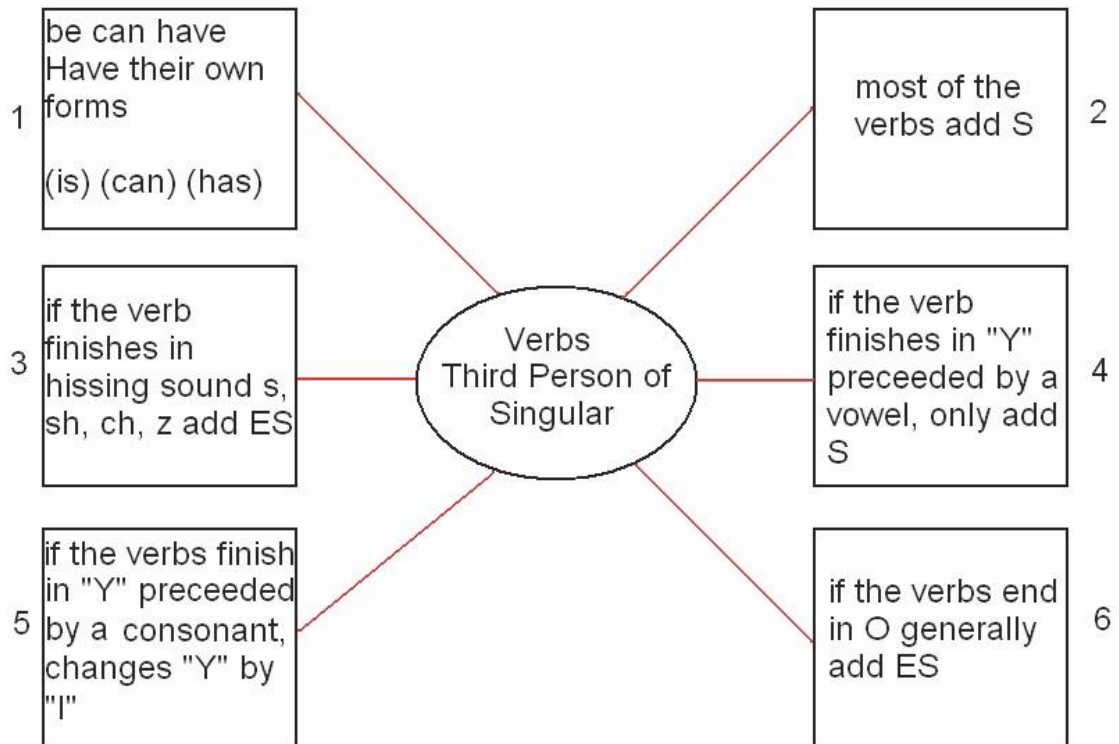 1
be can have
Have their own
forms
(is) (can) (has)
most of the
verbs add S
2
3
if the verb
finishes in
hissing sound s,
sh, ch, z add ES
Verbs
Third Person of
Singular
if the verb
finishes in "Y"
preceeded by a
vowel, only add
S
4
5
if the verbs finish
in "Y" preceeded
by a consonant,
changes "Y" by
"I"
if the verbs end
in O generally
add ES
6